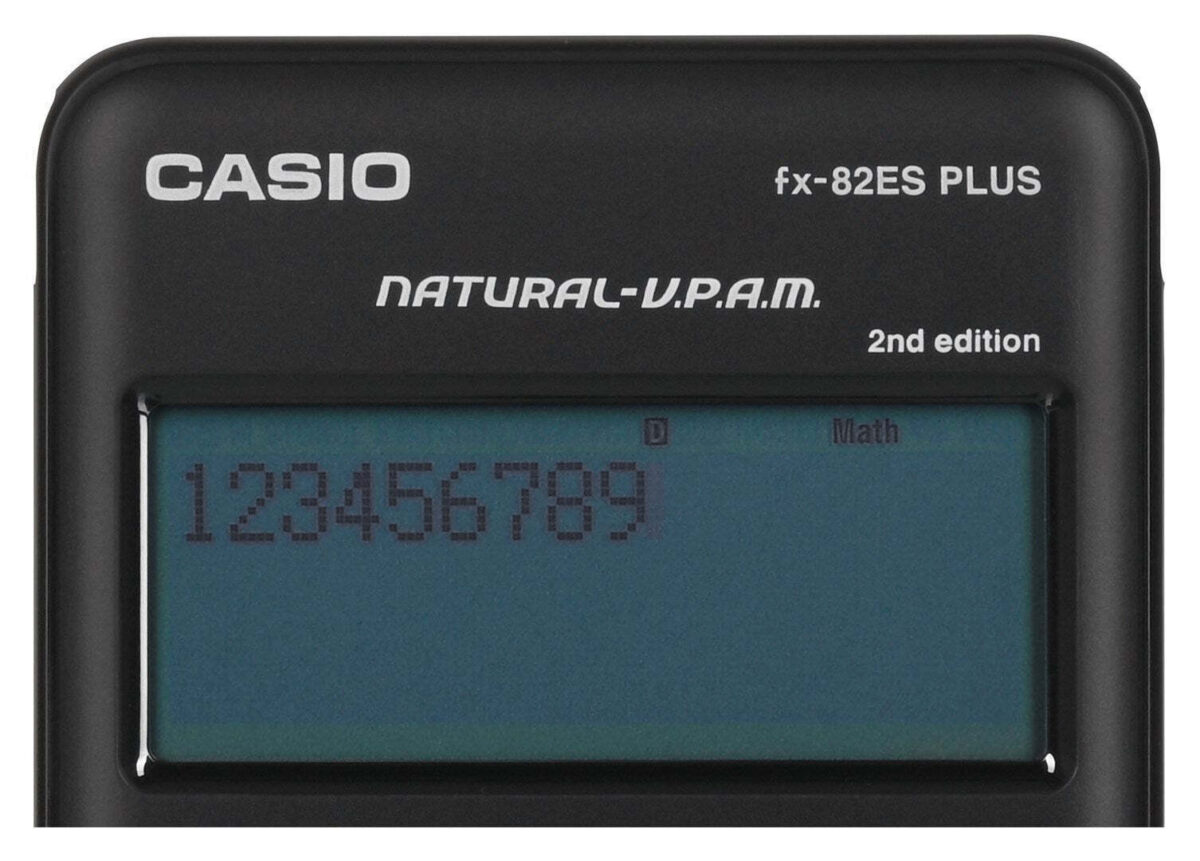 CASIO fx-82ES PLUS
NATURAL-V.P.A.M.
2nd edition
D Math
123456789